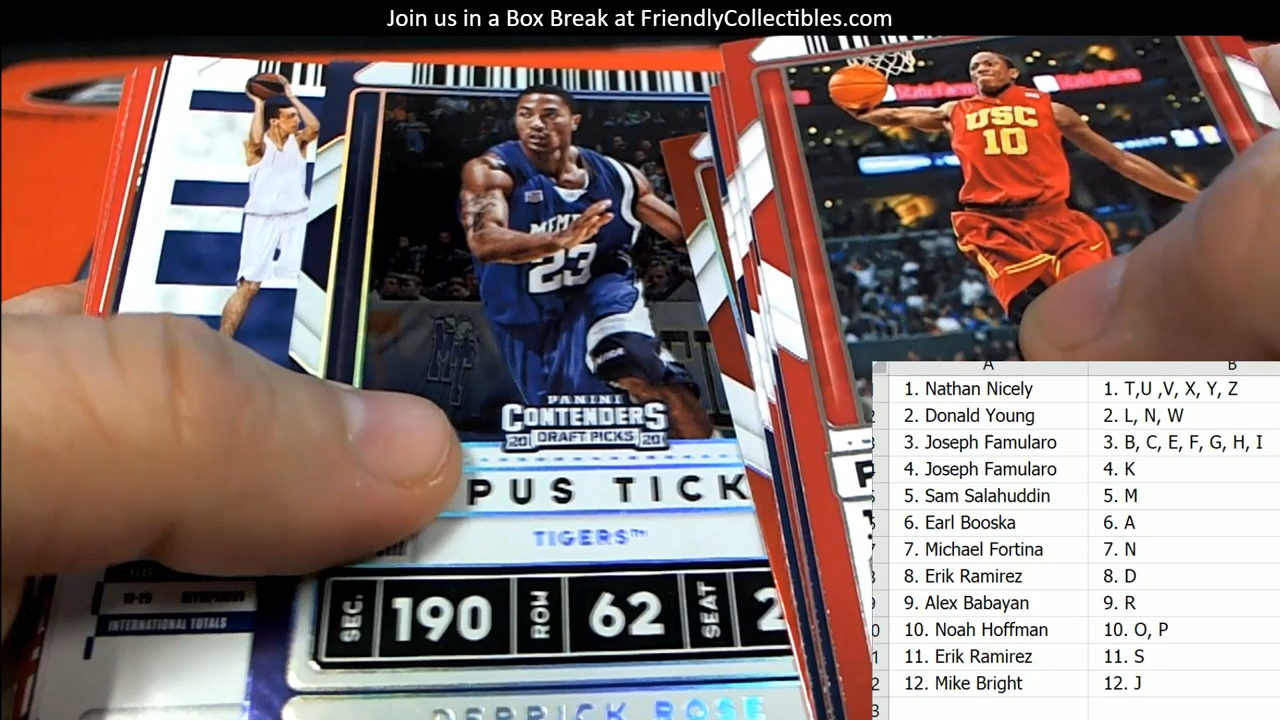 Join us in a Box Break at FriendlyCollectibles.com
USC
10
23
PANINI
CONTENDERS
20 DRAFT PICKS 20
PUS TICK
TIGERS™
SEC. 190 ROW 62 SEAT 2
DERRICK ROSE
INTERNATIONAL TOTALS
A B
1. Nathan Nicely 1. T,U ,V, X, Y, Z
2. Donald Young 2. L, N, W
3. Joseph Famularo 3. B, C, E, F, G, H, I
4. Joseph Famularo 4. K
5. Sam Salahuddin 5. M
6. Earl Booska 6. A
7. Michael Fortina 7. N
8. Erik Ramirez 8. D
9. Alex Babayan 9. R
10. Noah Hoffman 10. O, P
11. Erik Ramirez 11. S
12. Mike Bright 12. J